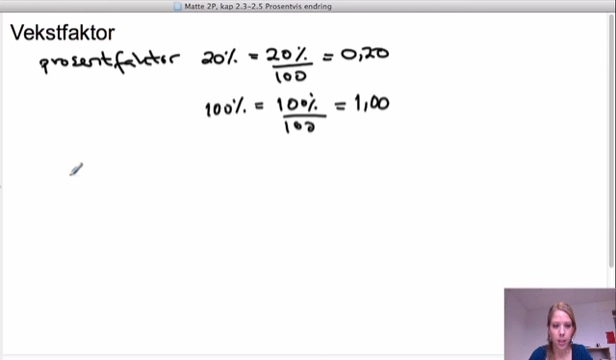 Matte 2P, kap 2.3-2.5 Prosentvis endring
Vekstfaktor
prosentfaktor 20% = 20%/100 = 0,20
100% = 100%/100 = 1,00